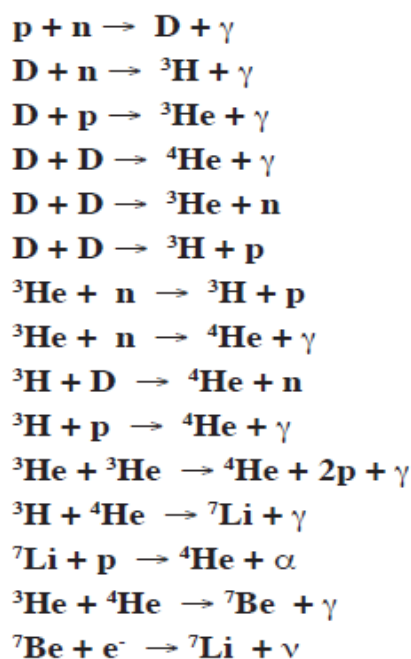 p + n → D + γ
D + n → ³H + γ
D + p → ³He + γ
D + D → ⁴He + γ
D + D → ³He + n
D + D → ³H + p
³He + n → ³H + p
³He + n → ⁴He + γ
³H + D → ⁴He + n
³H + p → ⁴He + γ
³He + ³He → ⁴He + 2p + γ
³H + ⁴He → ⁷Li + γ
⁷Li + p → ⁴He + α
³He + ⁴He → ⁷Be + γ
⁷Be + e⁻ → ⁷Li + ν